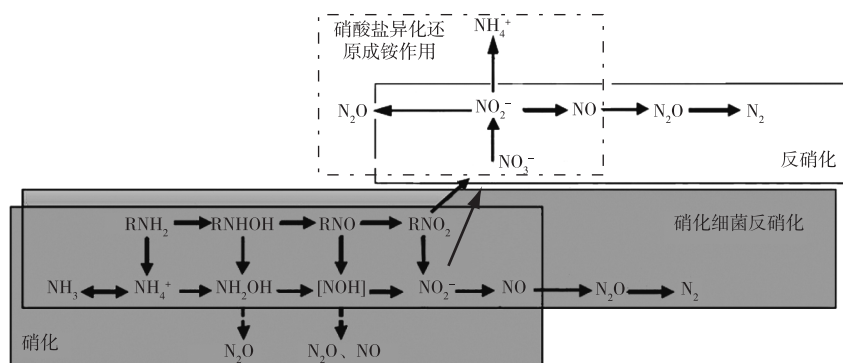 硝酸盐异化还
原成铵作用
NH₄⁺
N₂O NO₂⁻ NO N₂O N₂
NO₃⁻
反硝化
硝化细菌反硝化
RNH₂ RNHOH RNO RNO₂
NH₃ NH₄⁺ NH₂OH [NOH] NO₂⁻ NO N₂O N₂
硝化
N₂O N₂O、NO